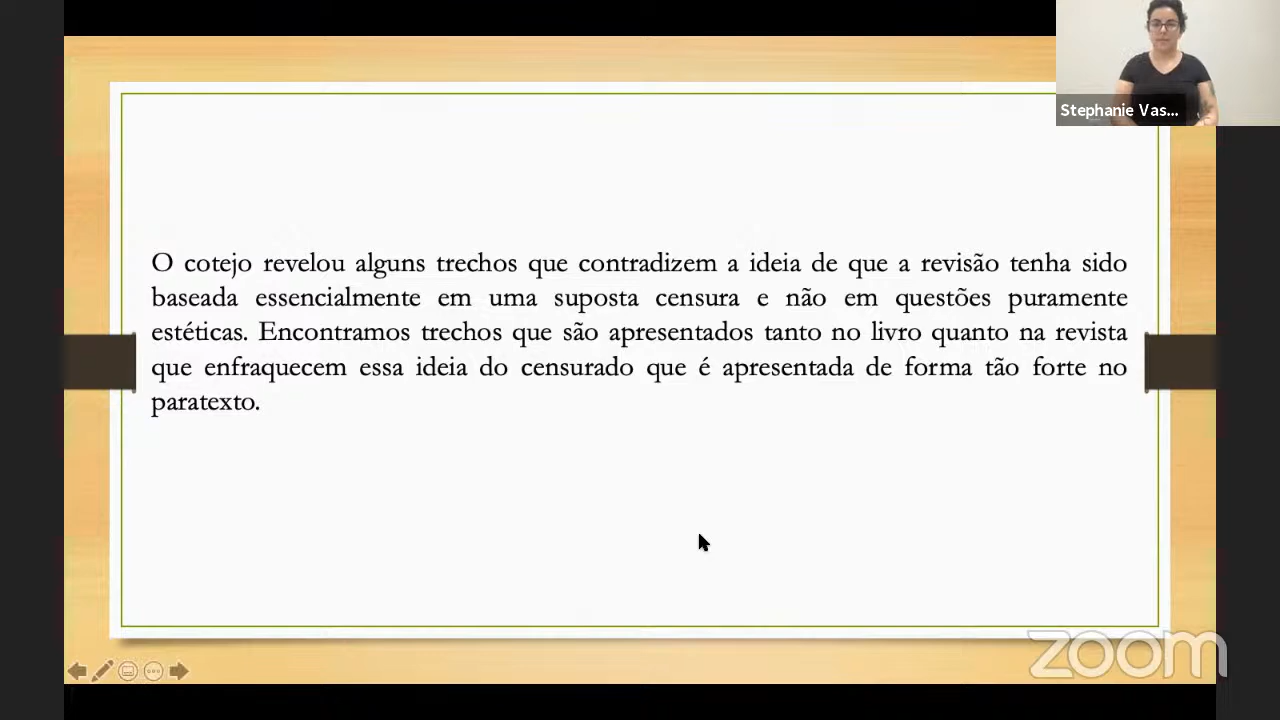 Stephanie Vas...
O cotejo revelou alguns trechos que contradizem a ideia de que a revisão tenha sido
baseada essencialmente em uma suposta censura e não em questões puramente
estéticas. Encontramos trechos que são apresentados tanto no livro quanto na revista
que enfraquecem essa ideia do censurado que é apresentada de forma tão forte no
paratexto.
zoom